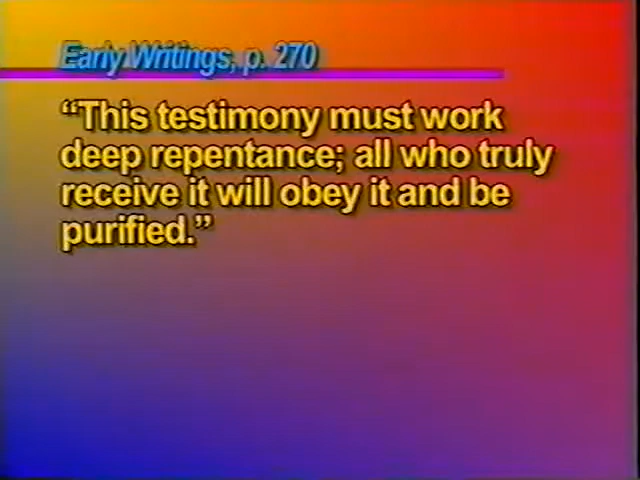 Early Writings, p. 270
“This testimony must work
deep repentance; all who truly
receive it will obey it and be
purified.”